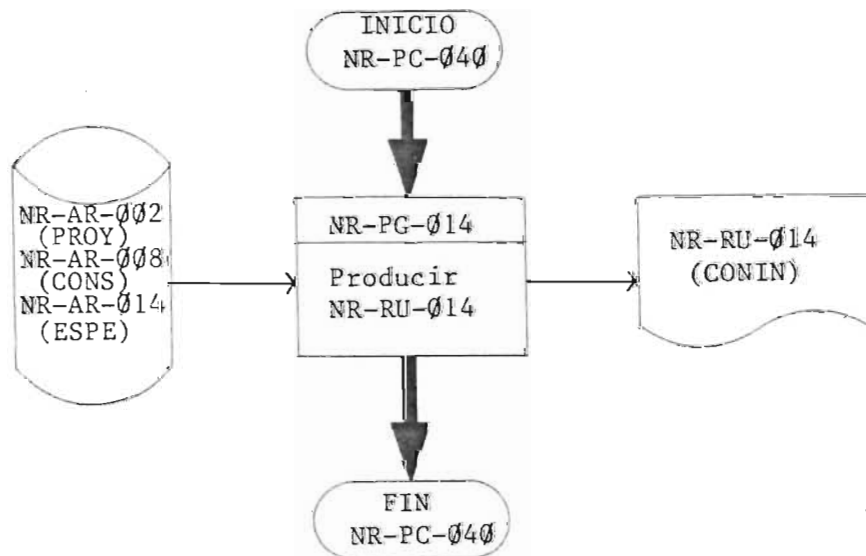 INICIO
NR-PC-Ø4Ø
NR-AR-ØØ2
(PROY)
NR-AR-ØØ8
(CONS)
NR-AR-Ø14
(ESPE)
NR-PG-Ø14
Producir
NR-RU-Ø14
NR-RU-Ø14
(CONIN)
FIN
NR-PC-Ø4Ø